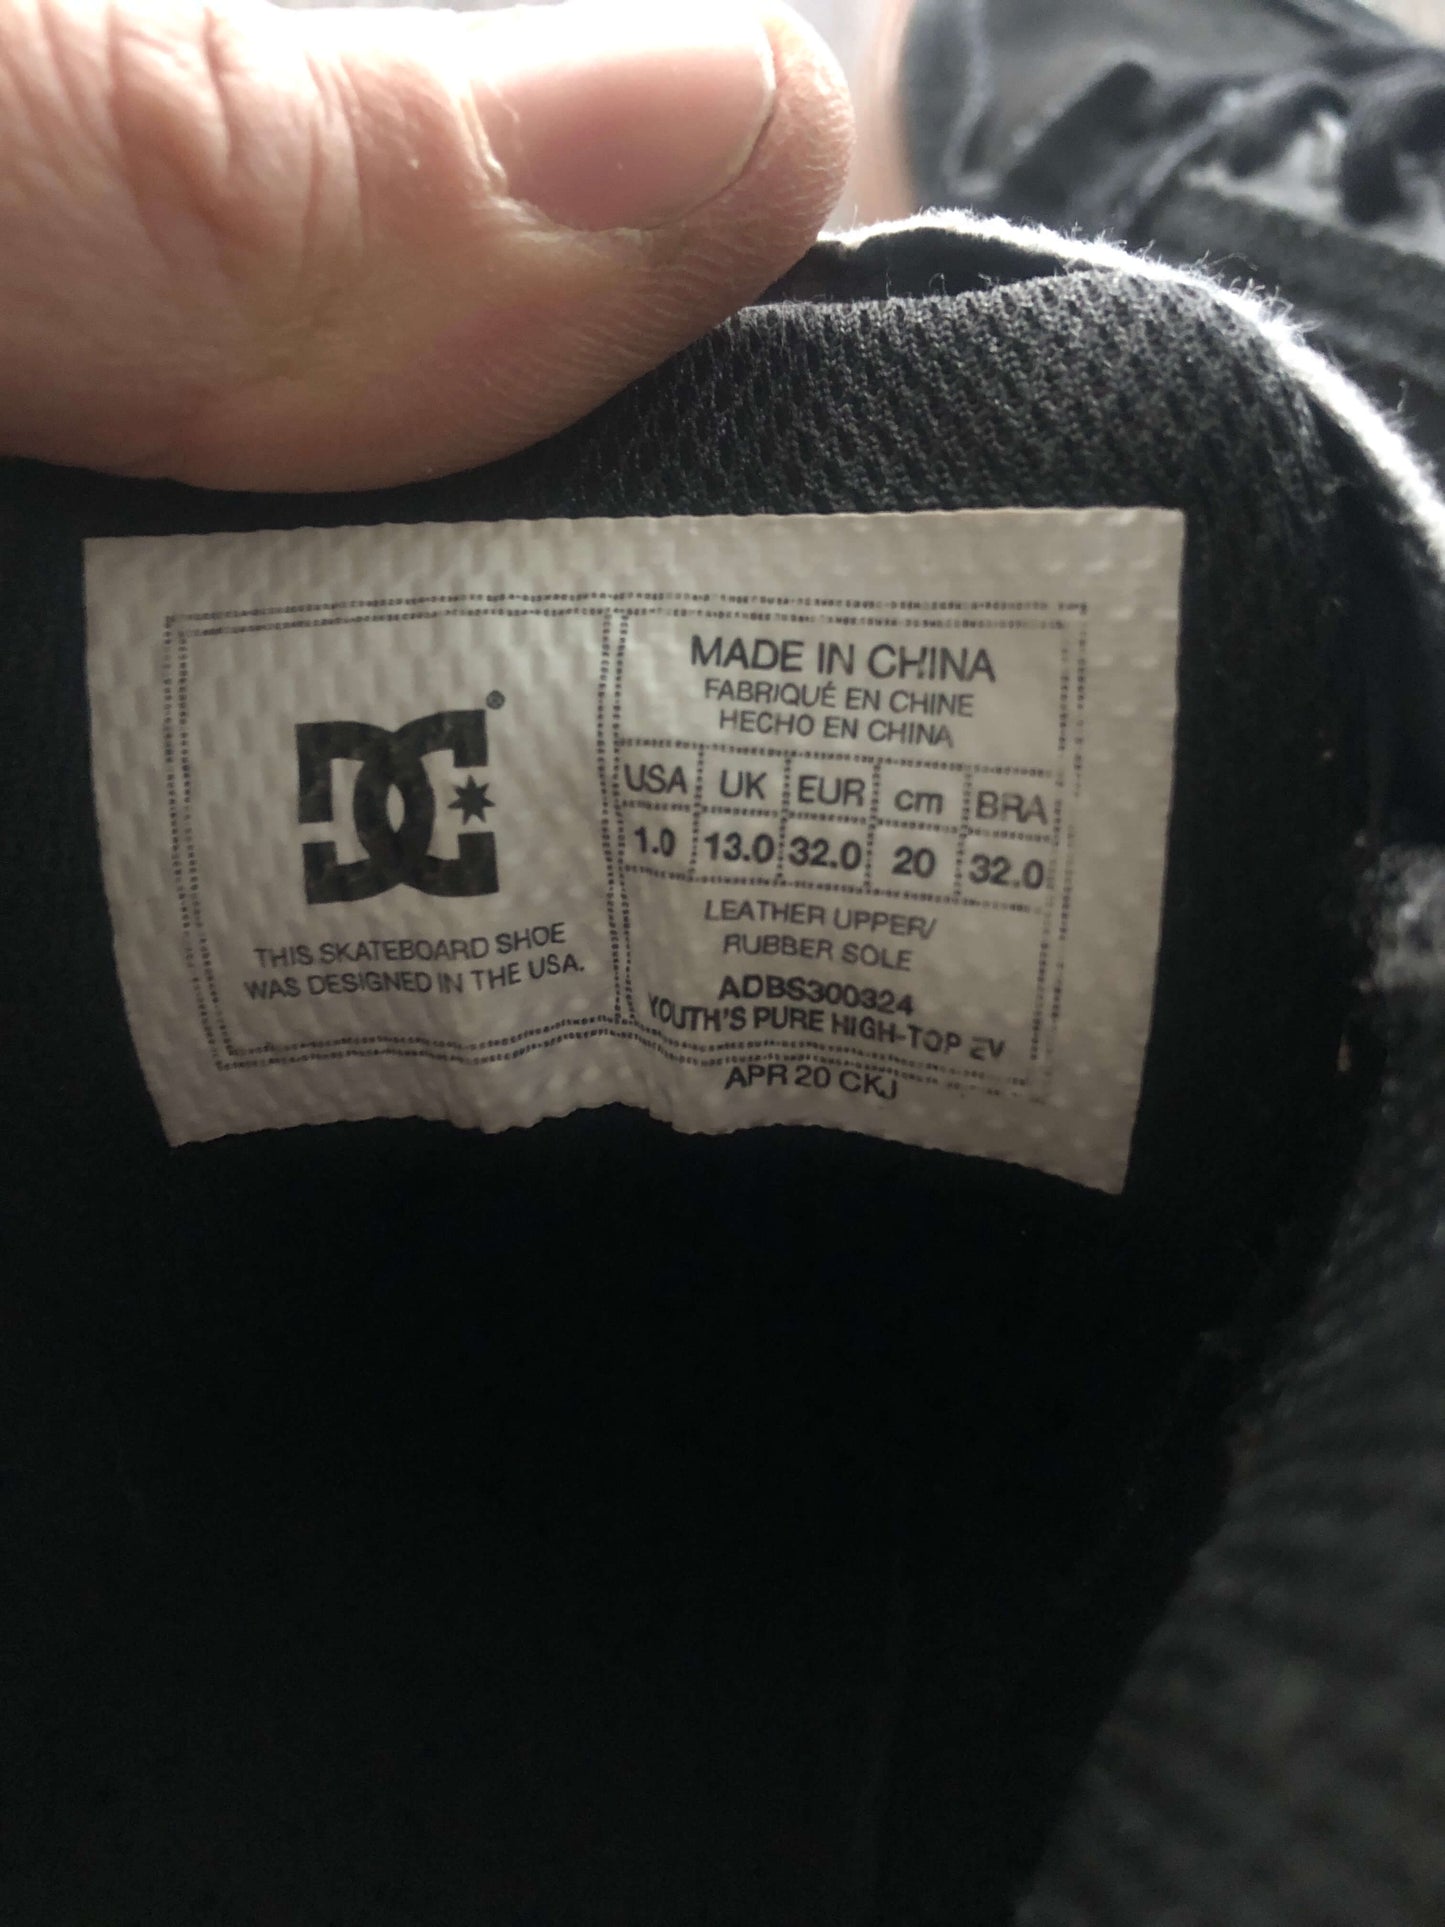 DC®
THIS SKATEBOARD SHOE
WAS DESIGNED IN THE USA.
MADE IN CHINA
FABRIQUÉ EN CHINE
HECHO EN CHINA
USA UK EUR cm BRA
1.0 13.0 32.0 20 32.0
LEATHER UPPER/
RUBBER SOLE
ADBS300324
YOUTH'S PURE HIGH-TOP EV
APR 20 CKJ